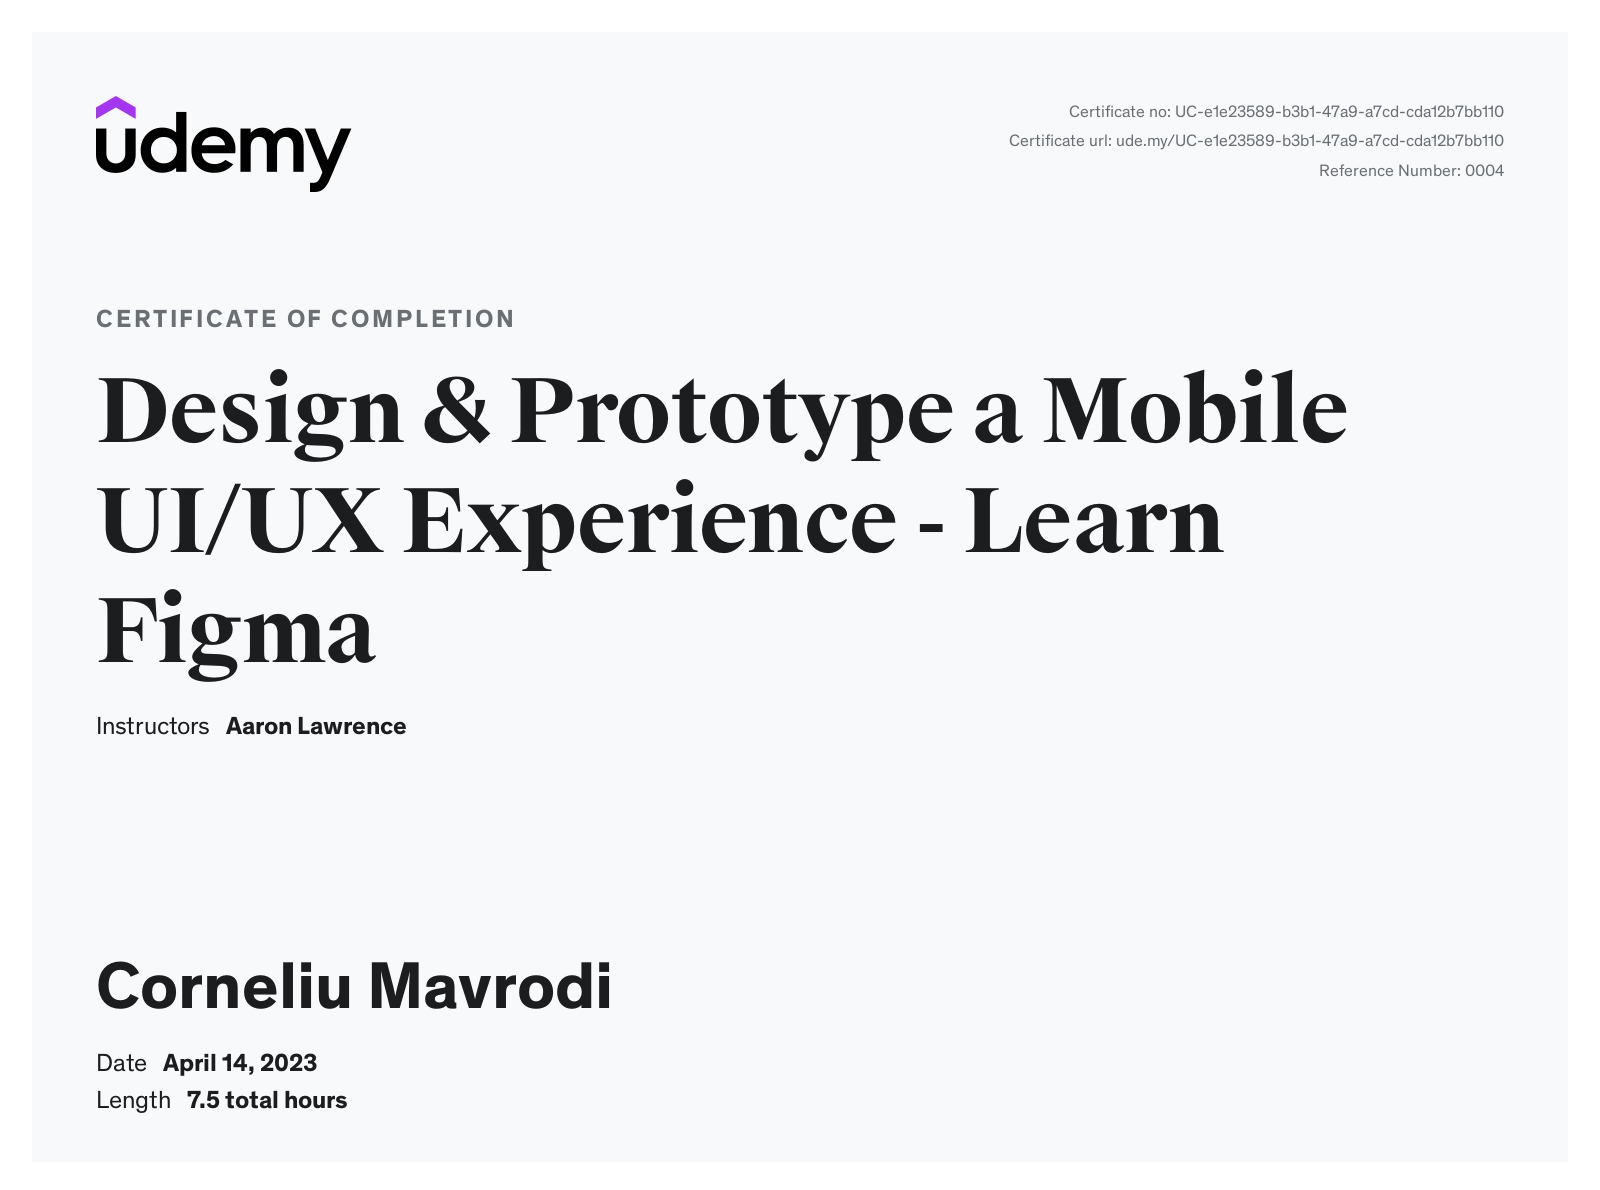 udemy
Certificate no: UC-e1e23589-b3b1-47a9-a7cd-cda12b7bb110
Certificate url: ude.my/UC-e1e23589-b3b1-47a9-a7cd-cda12b7bb110
Reference Number: 0004
CERTIFICATE OF COMPLETION
Design & Prototype a Mobile
UI/UX Experience - Learn
Figma
Instructors Aaron Lawrence
Corneliu Mavrodi
Date April 14, 2023
Length 7.5 total hours